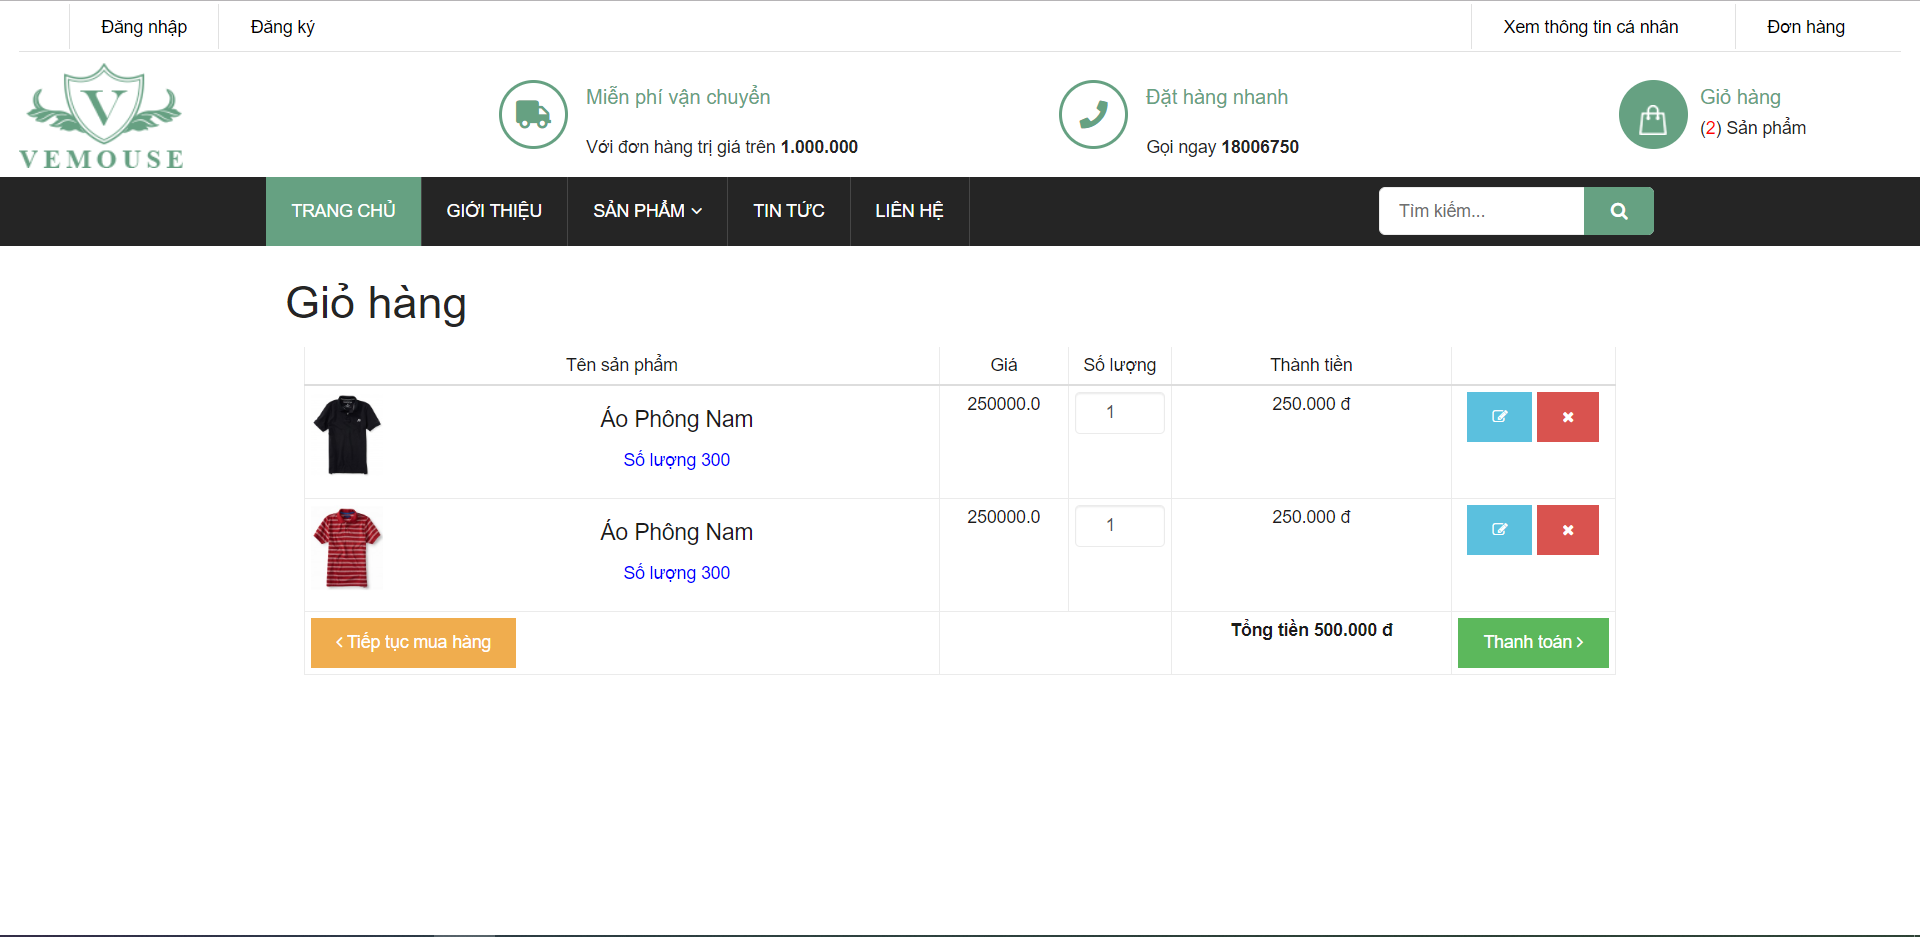 Đăng nhập Đăng ký Xem thông tin cá nhân Đơn hàng
V
VEMOUSE
Miễn phí vận chuyển
Với đơn hàng trị giá trên 1.000.000
Đặt hàng nhanh
Gọi ngay 18006750
Giỏ hàng
(2) Sản phẩm
TRANG CHỦ GIỚI THIỆU SẢN PHẨM TIN TỨC LIÊN HỆ Tìm kiếm...
Giỏ hàng
Tên sản phẩm Giá Số lượng Thành tiền
Áo Phông Nam 250000.0 1 250.000 đ
Số lượng 300
Áo Phông Nam 250000.0 1 250.000 đ
Số lượng 300
Tiếp tục mua hàng Tổng tiền 500.000 đ Thanh toán